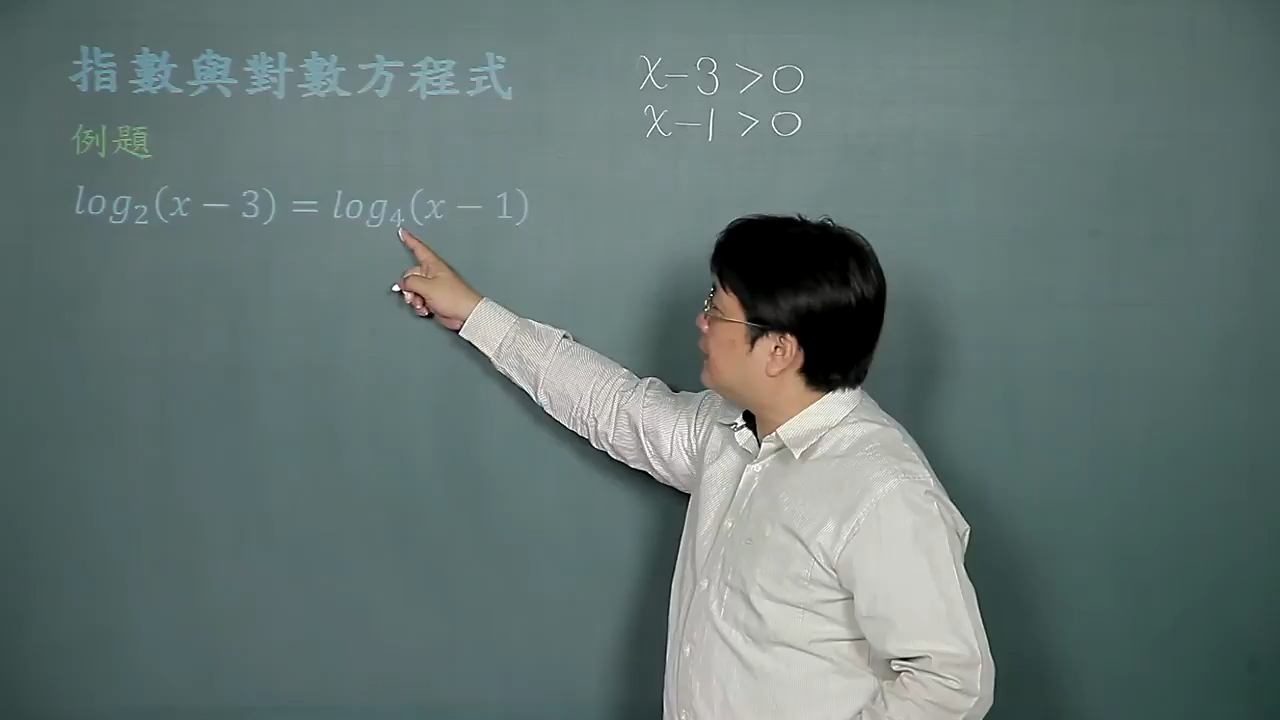 指數與對數方程式
例題
log₂(x − 3) = log₄(x − 1)
x−3>0
x−1>0